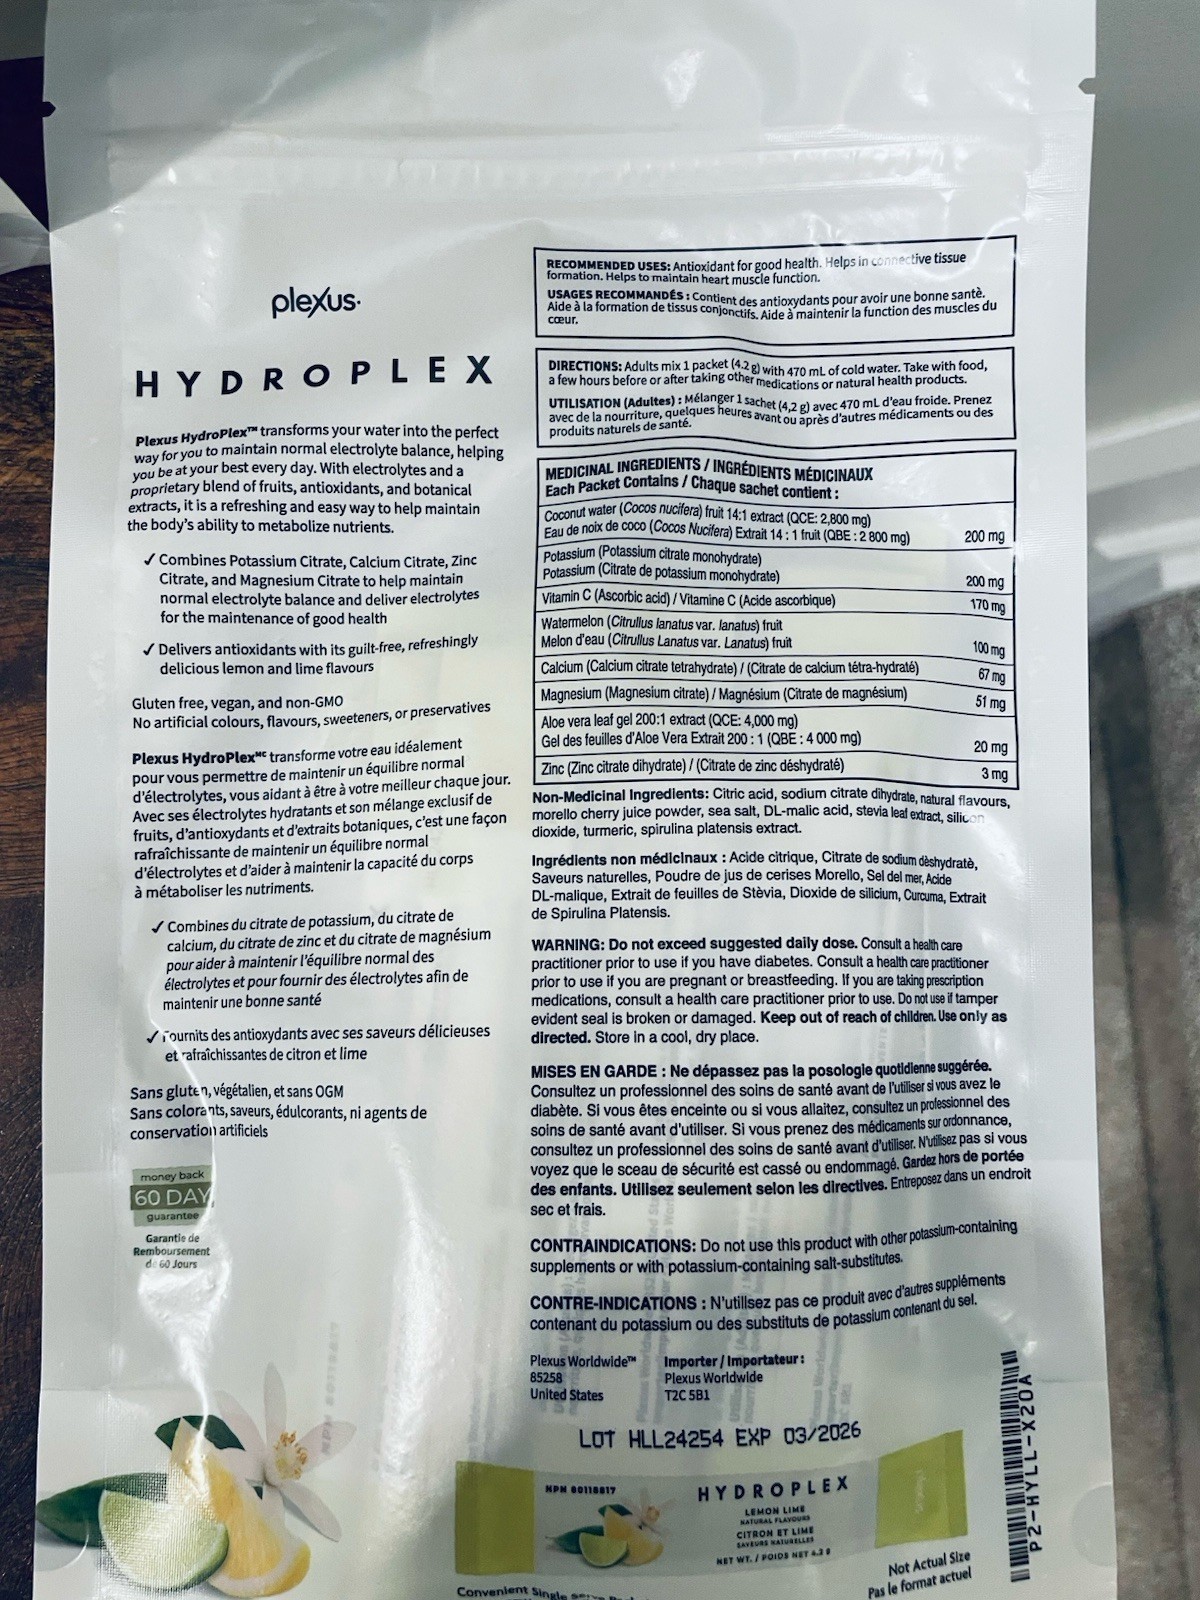 plexus
HYDROPLEX
Plexus HydroPlex™ transforms your water into the perfect
way for you to maintain normal electrolyte balance, helping
you be at your best every day. With electrolytes and a
proprietary blend of fruits, antioxidants, and botanical
extracts, it is a refreshing and easy way to help maintain
the body's ability to metabolize nutrients.
✓ Combines Potassium Citrate, Calcium Citrate, Zinc
Citrate, and Magnesium Citrate to help maintain
normal electrolyte balance and deliver electrolytes
for the maintenance of good health
✓ Delivers antioxidants with its guilt-free, refreshingly
delicious lemon and lime flavours
Gluten free, vegan, and non-GMO
No artificial colours, flavours, sweeteners, or preservatives
Plexus HydroPlexᴹᶜ transforme votre eau idéalement
pour vous permettre de maintenir un équilibre normal
d'électrolytes, vous aidant à être à votre meilleur chaque jour.
Avec ses électrolytes hydratants et son mélange exclusif de
fruits, d'antioxydants et d'extraits botaniques, c'est une façon
rafraîchissante de maintenir un équilibre normal
d'électrolytes et d'aider à maintenir la capacité du corps
à métaboliser les nutriments.
✓ Combines du citrate de potassium, du citrate de
calcium, du citrate de zinc et du citrate de magnésium
pour aider à maintenir l'équilibre normal des
électrolytes et pour fournir des électrolytes afin de
maintenir une bonne santé
✓ Fournits des antioxydants avec ses saveurs délicieuses
et rafraîchissantes de citron et lime
Sans gluten, végétalien, et sans OGM
Sans colorants, saveurs, édulcorants, ni agents de
conservation artificiels
money back
60 DAY
guarantee
Garantie de
Remboursement
de 60 Jours
RECOMMENDED USES: Antioxidant for good health. Helps in connective tissue
formation. Helps to maintain heart muscle function.
USAGES RECOMMANDÉS : Contient des antioxydants pour avoir une bonne santè.
Aide à la formation de tissus conjonctifs. Aide à maintenir la function des muscles du
cœur.
DIRECTIONS: Adults mix 1 packet (4.2 g) with 470 mL of cold water. Take with food,
a few hours before or after taking other medications or natural health products.
UTILISATION (Adultes) : Mélanger 1 sachet (4,2 g) avec 470 mL d'eau froide. Prenez
avec de la nourriture, quelques heures avant ou après d'autres médicaments ou des
produits naturels de santé.
MEDICINAL INGREDIENTS / INGRÉDIENTS MÉDICINAUX
Each Packet Contains / Chaque sachet contient :
Coconut water (Cocos nucifera) fruit 14:1 extract (QCE: 2,800 mg)
Eau de noix de coco (Cocos Nucifera) Extrait 14 : 1 fruit (QBE : 2 800 mg) 200 mg
Potassium (Potassium citrate monohydrate)
Potassium (Citrate de potassium monohydrate) 200 mg
Vitamin C (Ascorbic acid) / Vitamine C (Acide ascorbique) 170 mg
Watermelon (Citrullus lanatus var. lanatus) fruit
Melon d'eau (Citrullus Lanatus var. Lanatus) fruit 100 mg
Calcium (Calcium citrate tetrahydrate) / (Citrate de calcium tétra-hydraté) 67 mg
Magnesium (Magnesium citrate) / Magnésium (Citrate de magnésium) 51 mg
Aloe vera leaf gel 200:1 extract (QCE: 4,000 mg)
Gel des feuilles d'Aloe Vera Extrait 200 : 1 (QBE : 4 000 mg) 20 mg
Zinc (Zinc citrate dihydrate) / (Citrate de zinc déshydraté) 3 mg
Non-Medicinal Ingredients: Citric acid, sodium citrate dihydrate, natural flavours,
morello cherry juice powder, sea salt, DL-malic acid, stevia leaf extract, silicon
dioxide, turmeric, spirulina platensis extract.
Ingrédients non médicinaux : Acide citrique, Citrate de sodium dèshydratè,
Saveurs naturelles, Poudre de jus de cerises Morello, Sel del mer, Acide
DL-malique, Extrait de feuilles de Stèvia, Dioxide de silicium, Curcuma, Extrait
de Spirulina Platensis.
WARNING: Do not exceed suggested daily dose. Consult a health care
practitioner prior to use if you have diabetes. Consult a health care practitioner
prior to use if you are pregnant or breastfeeding. If you are taking prescription
medications, consult a health care practitioner prior to use. Do not use if tamper
evident seal is broken or damaged. Keep out of reach of children. Use only as
directed. Store in a cool, dry place.
MISES EN GARDE : Ne dépassez pas la posologie quotidienne suggérée.
Consultez un professionnel des soins de santé avant de l'utiliser si vous avez le
diabète. Si vous êtes enceinte ou si vous allaitez, consultez un professionnel des
soins de santé avant d'utiliser. Si vous prenez des médicaments sur ordonnance,
consultez un professionnel des soins de santé avant d'utiliser. N'utilisez pas si vous
voyez que le sceau de sécurité est cassé ou endommagé. Gardez hors de portée
des enfants. Utilisez seulement selon les directives. Entreposez dans un endroit
sec et frais.
CONTRAINDICATIONS: Do not use this product with other potassium-containing
supplements or with potassium-containing salt-substitutes.
CONTRE-INDICATIONS : N'utilisez pas ce produit avec d'autres suppléments
contenant du potassium ou des substituts de potassium contenant du sel.
Plexus Worldwide™
85258
United States
Importer / Importateur :
Plexus Worldwide
T2C 5B1
LOT HLL24254 EXP 03/2026
NPN 80118817
HYDROPLEX
LEMON LIME
NATURAL FLAVOURS
CITRON ET LIME
SAVEURS NATURELLES
NET WT. / POIDS NET 4.2 g
Not Actual Size
Pas le format actuel
Convenient Single
P2-HYLL-X20A